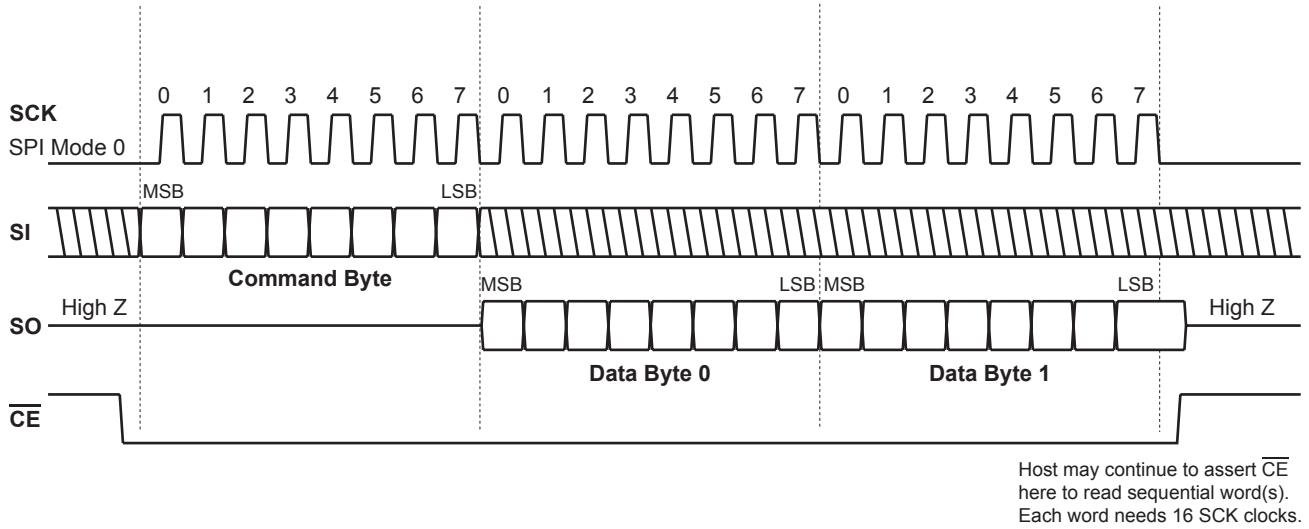 0 1 2 3 4 5 6 7 0 1 2 3 4 5 6 7 0 1 2 3 4 5 6 7
SCK
SPI Mode 0
MSB LSB
SI
Command Byte
MSB LSB MSB LSB
High Z High Z
SO
Data Byte 0 Data Byte 1
C̅E̅
Host may continue to assert C̅E̅
here to read sequential word(s).
Each word needs 16 SCK clocks.